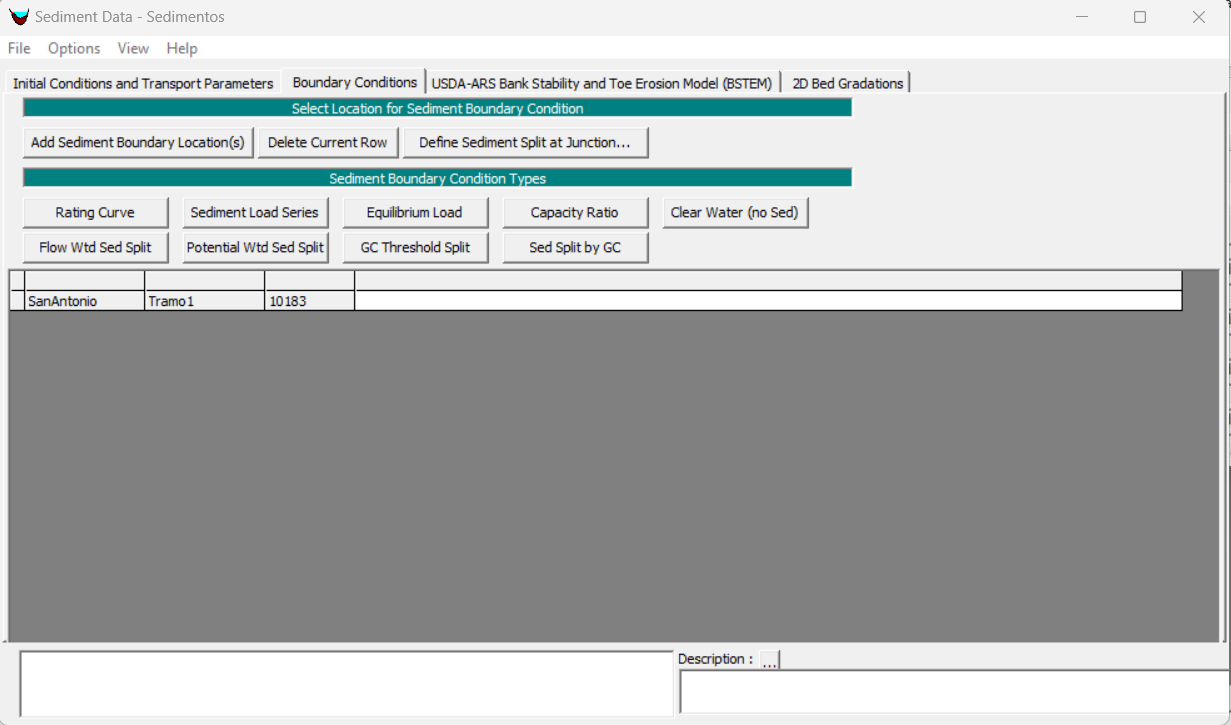 Sediment Data - Sedimentos
File Options View Help
Initial Conditions and Transport Parameters Boundary Conditions USDA-ARS Bank Stability and Toe Erosion Model (BSTEM) 2D Bed Gradations
Select Location for Sediment Boundary Condition
Add Sediment Boundary Location(s) Delete Current Row Define Sediment Split at Junction...
Sediment Boundary Condition Types
Rating Curve Sediment Load Series Equilibrium Load Capacity Ratio Clear Water (no Sed)
Flow Wtd Sed Split Potential Wtd Sed Split GC Threshold Split Sed Split by GC
SanAntonio Tramo1 10183
Description : ...